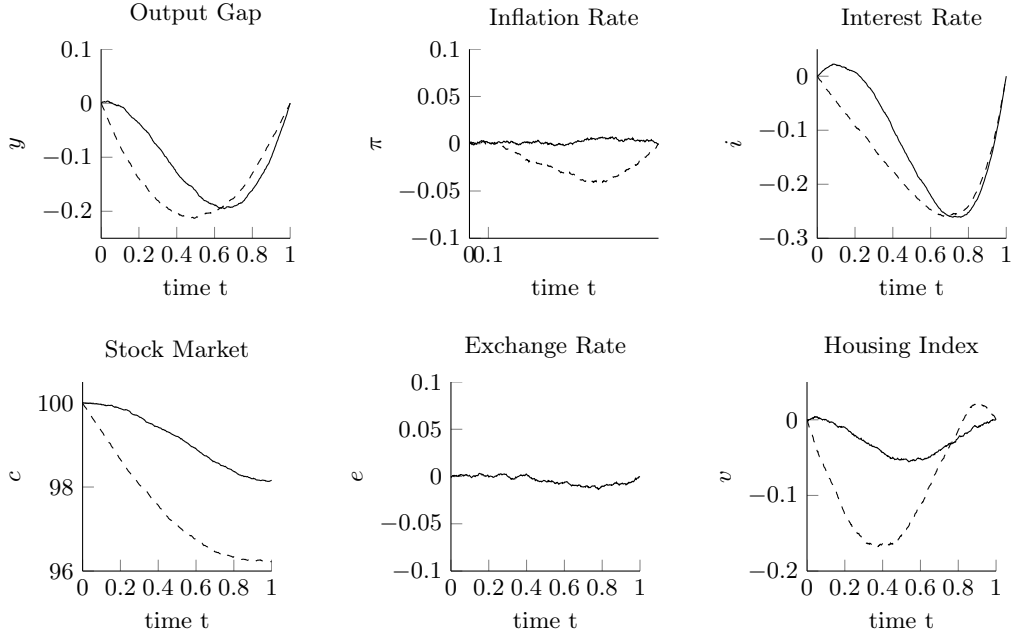 Output Gap
0.1
0
−0.1
−0.2
y
0 0.2 0.4 0.6 0.8 1
time t
Inflation Rate
0.1
0.05
0
−0.05
−0.1
π
0 0.1
time t
Interest Rate
0
−0.1
−0.2
−0.3
i
0 0.2 0.4 0.6 0.8 1
time t
Stock Market
100
98
96
c
0 0.2 0.4 0.6 0.8 1
time t
Exchange Rate
0.1
0.05
0
−0.05
−0.1
e
0 0.2 0.4 0.6 0.8 1
time t
Housing Index
0
−0.1
−0.2
v
0 0.2 0.4 0.6 0.8 1
time t